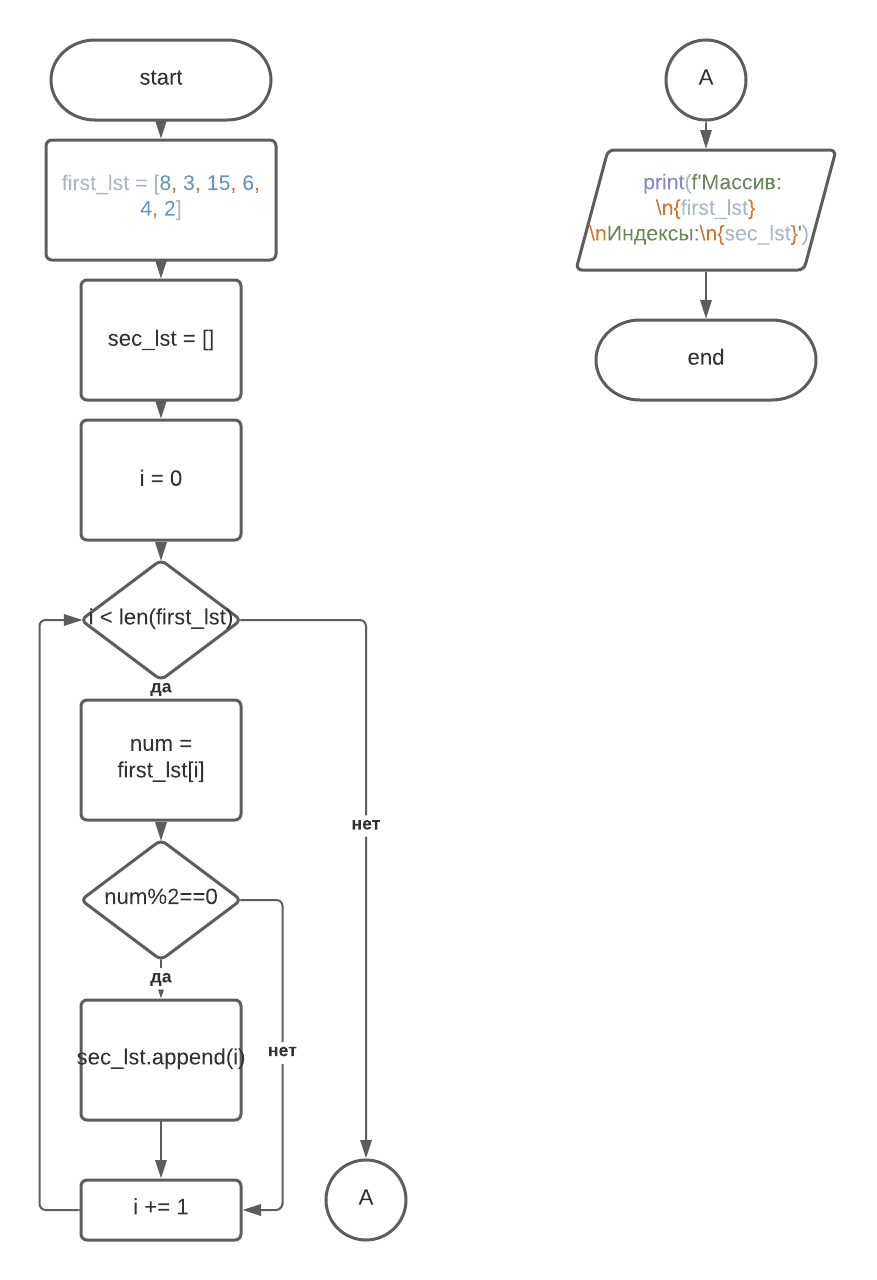 start
first_lst = [8, 3, 15, 6,
4, 2]
sec_lst = []
i = 0
i < len(first_lst)
да
num =
first_lst[i]
нет
num%2==0
да
sec_lst.append(i)
нет
i += 1
A
A
print(f'Массив:
\n{first_lst}
\nИндексы:\n{sec_lst}')
end